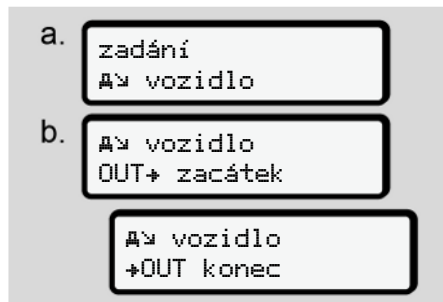 a.
zadání
vozidlo
b.
vozidlo
OUT→ zacátek
vozidlo
→OUT konec